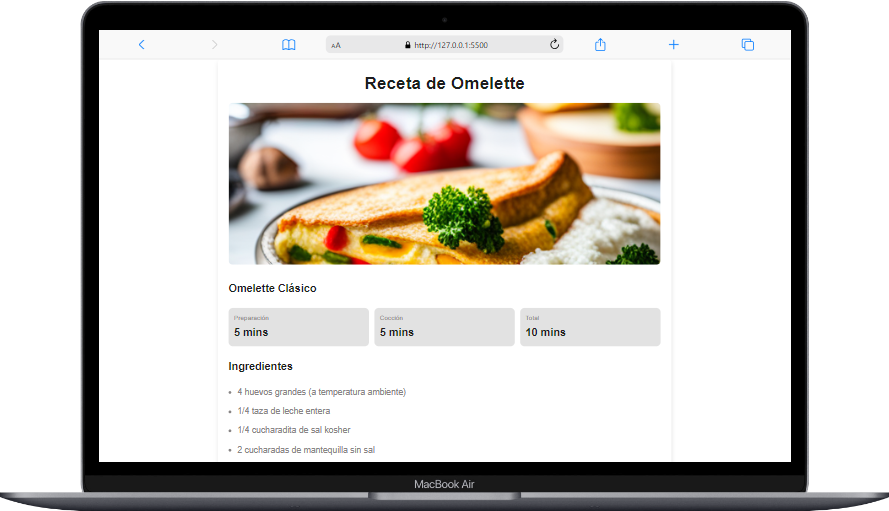 AA
http://127.0.0.1:5500
Receta de Omelette
Omelette Clásico
Preparación
5 mins
Cocción
5 mins
Total
10 mins
Ingredientes
• 4 huevos grandes (a temperatura ambiente)
• 1/4 taza de leche entera
• 1/4 cucharadita de sal kosher
• 2 cucharadas de mantequilla sin sal
MacBook Air